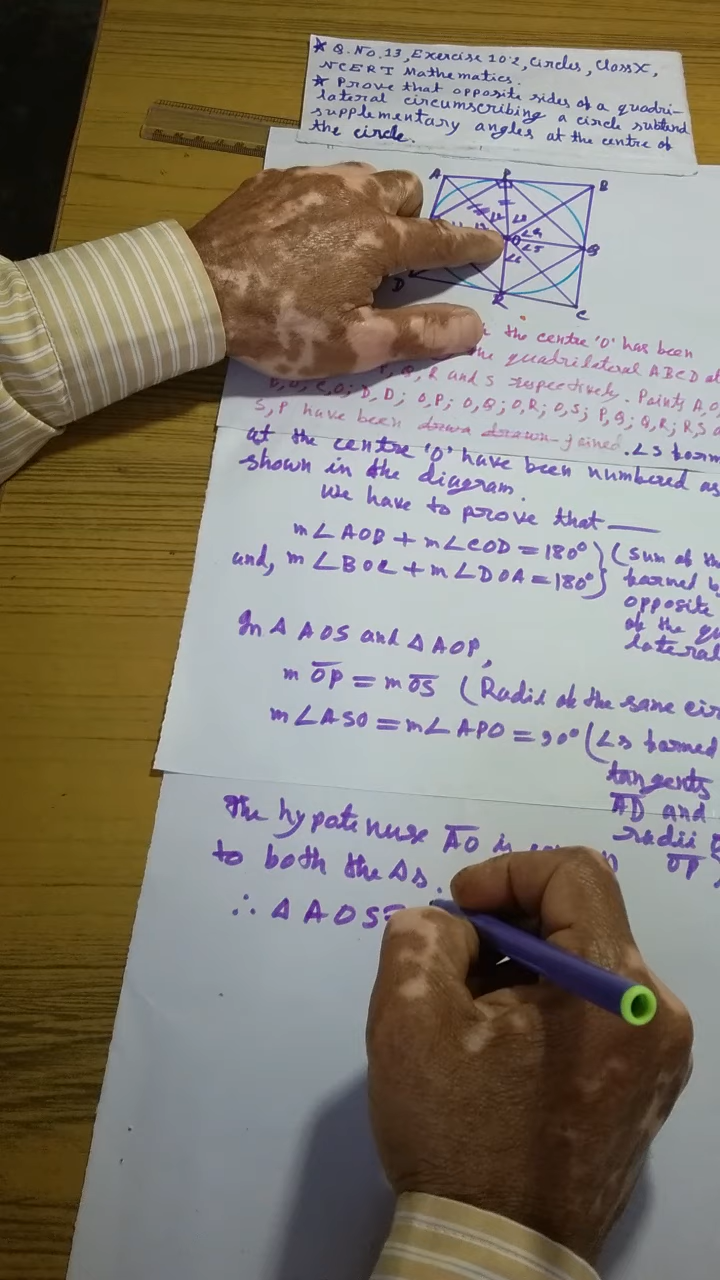 * Q. No. 13, Exercise 10.2, Circles, Class X,
NCERT Mathematics.
* Prove that opposite sides of a quadri-
lateral circumscribing a circle subtend
supplementary angles at the centre of
the circle.
A P B
O
Q
D R C
the centre 'O' has been
the quadrilateral ABCD at
P, Q, R and S respectively. Points A,O
C,O; D,D; O,P; O,Q; O,R; O,S; P,Q; Q,R; R,S
S,P have been drawn joined. ∠s form
at the centre 'O' have been numbered as
shown in the diagram.
We have to prove that —
m∠AOB + m∠COD = 180° } (Sum of the
and, m∠BOC + m∠DOA = 180° } formed b
opposite
of the qu
lateral
In Δ AOS and Δ AOP,
m OP = m OS (Radii of the same cir
m∠ASO = m∠APO = 90° (∠s formed
tangents
AD and
radii
OP
The hypotenuse AO is
to both the Δs.
∴ Δ AOS